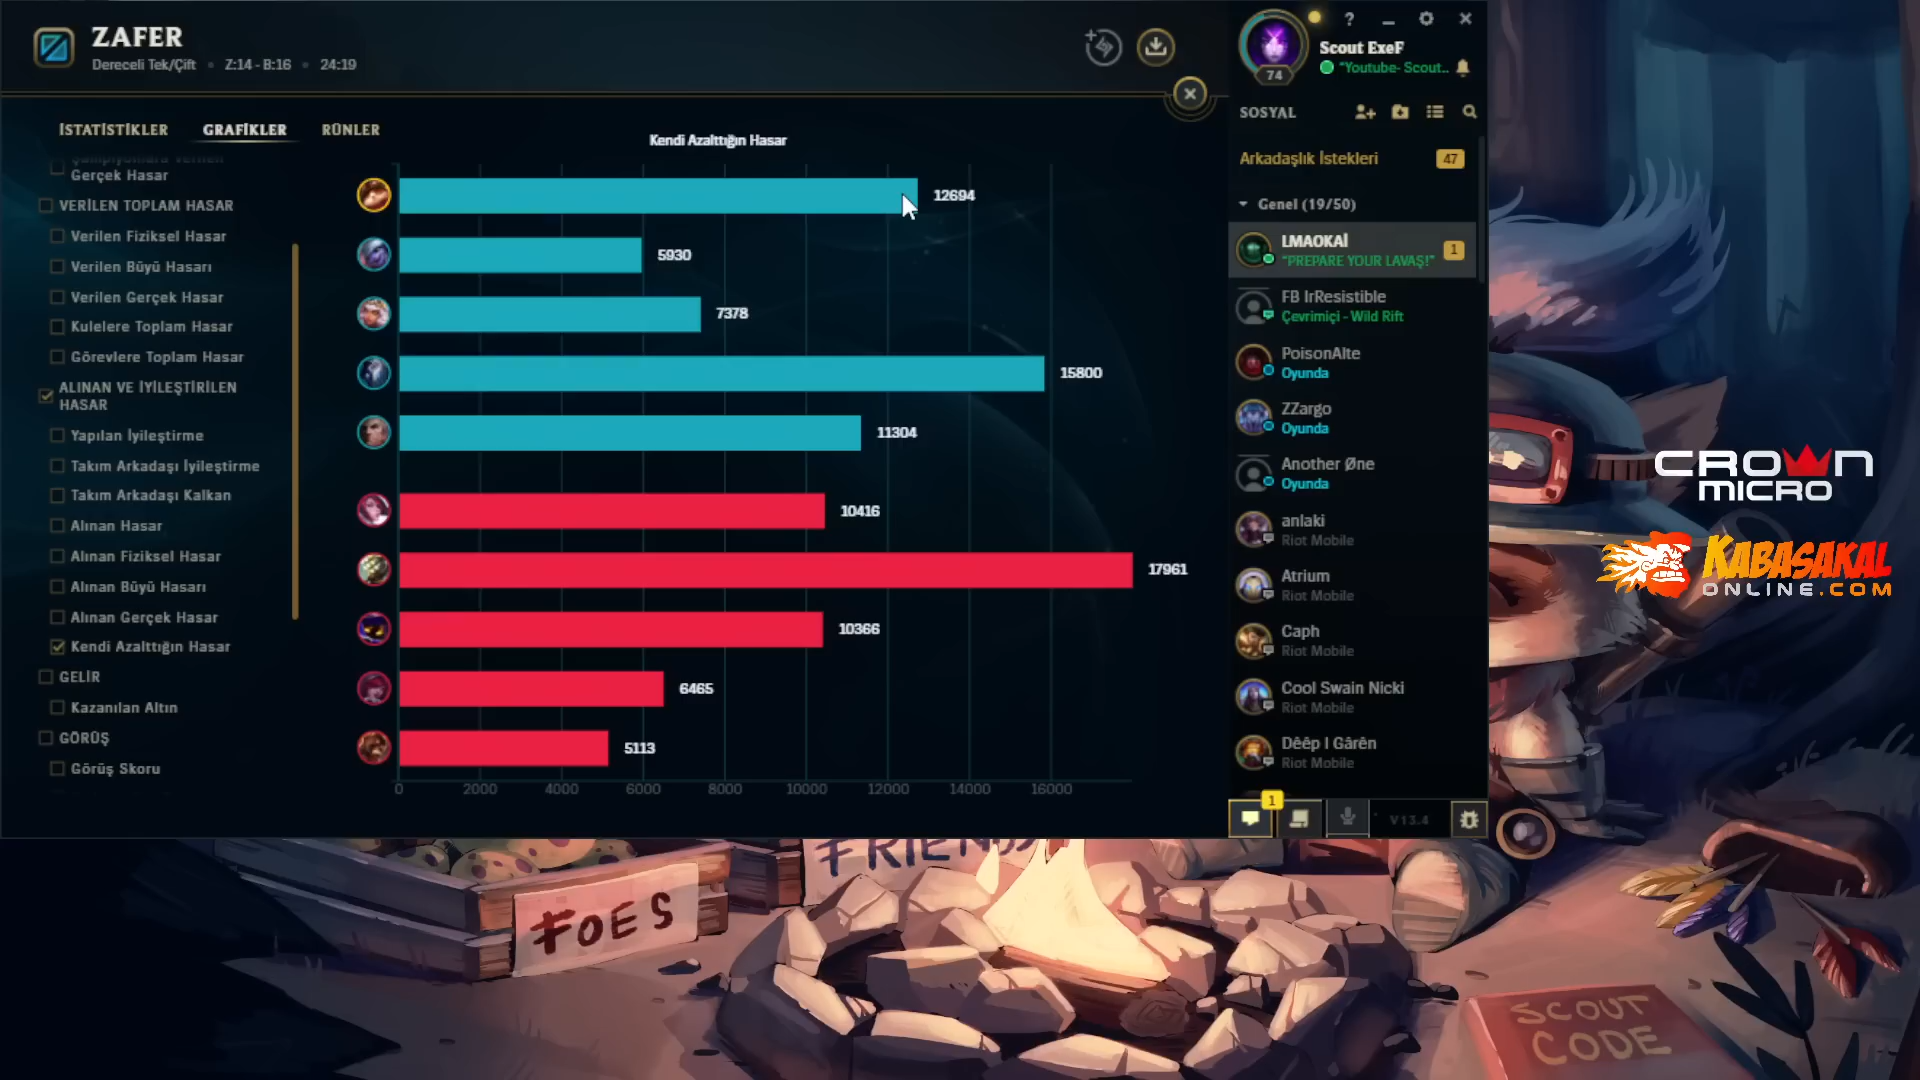 ZAFER
Dereceli Tek/Çift • Z:14 - B:16 • 24:19
İSTATİSTİKLER GRAFİKLER RÜNLER
Şampiyonlara Verilen
Gerçek Hasar
VERİLEN TOPLAM HASAR
Verilen Fiziksel Hasar
Verilen Büyü Hasarı
Verilen Gerçek Hasar
Kulelere Toplam Hasar
Görevlere Toplam Hasar
ALINAN VE İYİLEŞTİRİLEN
HASAR
Yapılan İyileştirme
Takım Arkadaşı İyileştirme
Takım Arkadaşı Kalkan
Alınan Hasar
Alınan Fiziksel Hasar
Alınan Büyü Hasarı
Alınan Gerçek Hasar
Kendi Azalttığın Hasar
GELİR
Kazanılan Altın
GÖRÜŞ
Görüş Skoru
Kendi Azalttığın Hasar
12694
5930
7378
15800
11304
10416
17961
10366
6465
5113
0 2000 4000 6000 8000 10000 12000 14000 16000
74
?
Scout ExeF
"Youtube- Scout..
SOSYAL
Arkadaşlık İstekleri 47
Genel (19/50)
LMAOKAİ
"PREPARE YOUR LAVAŞ!"
1
FB IrResistible
Çevrimiçi - Wild Rift
PoisonAlte
Oyunda
ZZargo
Oyunda
Another Øne
Oyunda
anlaki
Riot Mobile
Atrium
Riot Mobile
Caph
Riot Mobile
Cool Swain Nicki
Riot Mobile
Dêêp I Gârên
Riot Mobile
1
V13.4
CROWN
MICRO
KABASAKAL
ONLINE.COM
FRIENDS
FOES
SCOUT
CODE